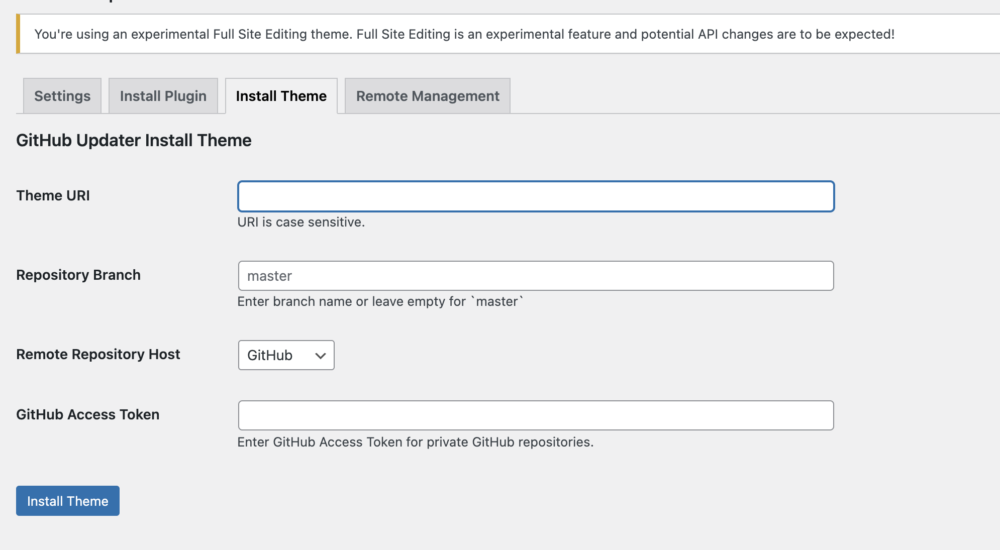 You're using an experimental Full Site Editing theme. Full Site Editing is an experimental feature and potential API changes are to be expected!
Settings
Install Plugin
Install Theme
Remote Management
GitHub Updater Install Theme
Theme URI
URI is case sensitive.
Repository Branch
master
Enter branch name or leave empty for `master`
Remote Repository Host
GitHub
GitHub Access Token
Enter GitHub Access Token for private GitHub repositories.
Install Theme